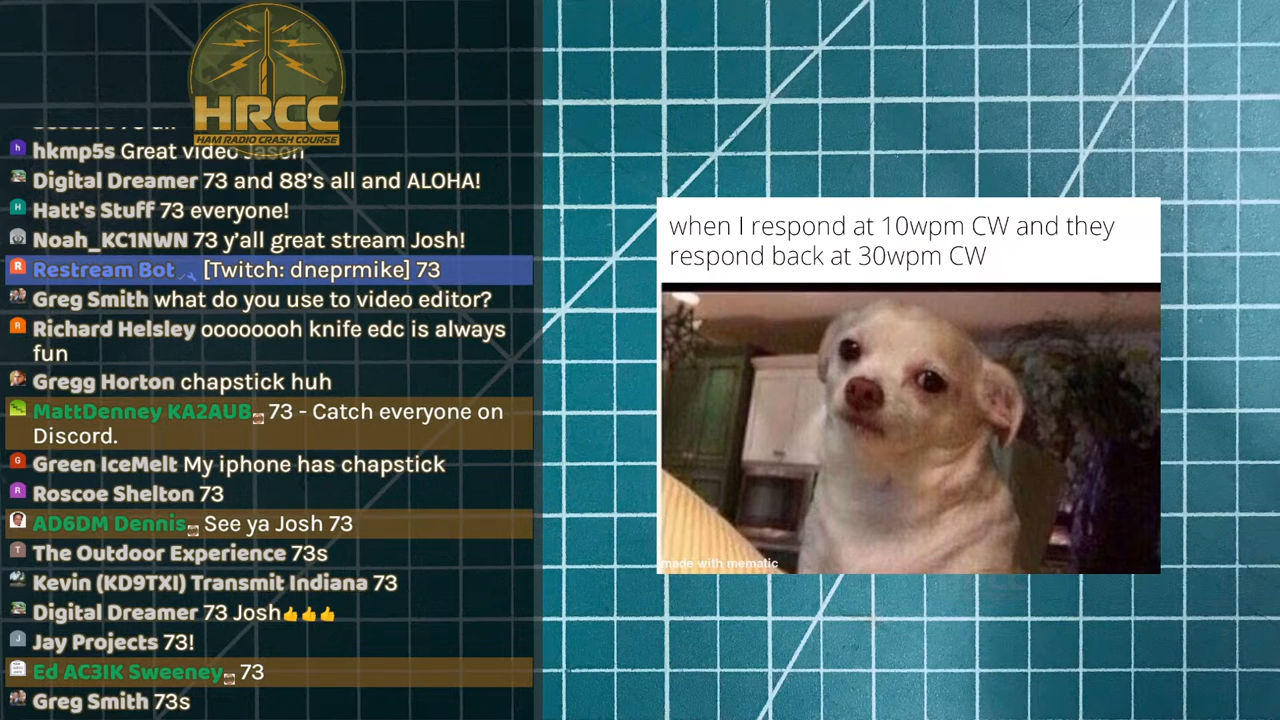 HRCC
HAM RADIO CRASH COURSE
hkmp5s Great video Jason
Digital Dreamer 73 and 88’s all and ALOHA!
Hatt's Stuff 73 everyone!
Noah_KC1NWN 73 y’all great stream Josh!
Restream Bot [Twitch: dneprmike] 73
Greg Smith what do you use to video editor?
Richard Helsley oooooooh knife edc is always
fun
Gregg Horton chapstick huh
MattDenney KA2AUB 73 - Catch everyone on
Discord.
Green IceMelt My iphone has chapstick
Roscoe Shelton 73
AD6DM Dennis See ya Josh 73
The Outdoor Experience 73s
Kevin (KD9TXI) Transmit Indiana 73
Digital Dreamer 73 Josh👍👍👍
Jay Projects 73!
Ed AC3IK Sweeney 73
Greg Smith 73s
when I respond at 10wpm CW and they
respond back at 30wpm CW
made with mematic